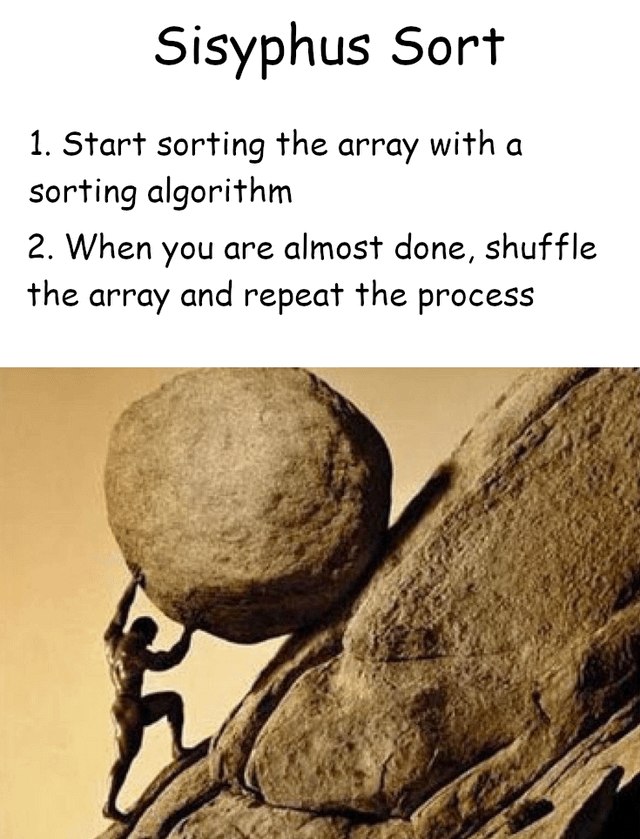 Sisyphus Sort
1. Start sorting the array with a
sorting algorithm
2. When you are almost done, shuffle
the array and repeat the process